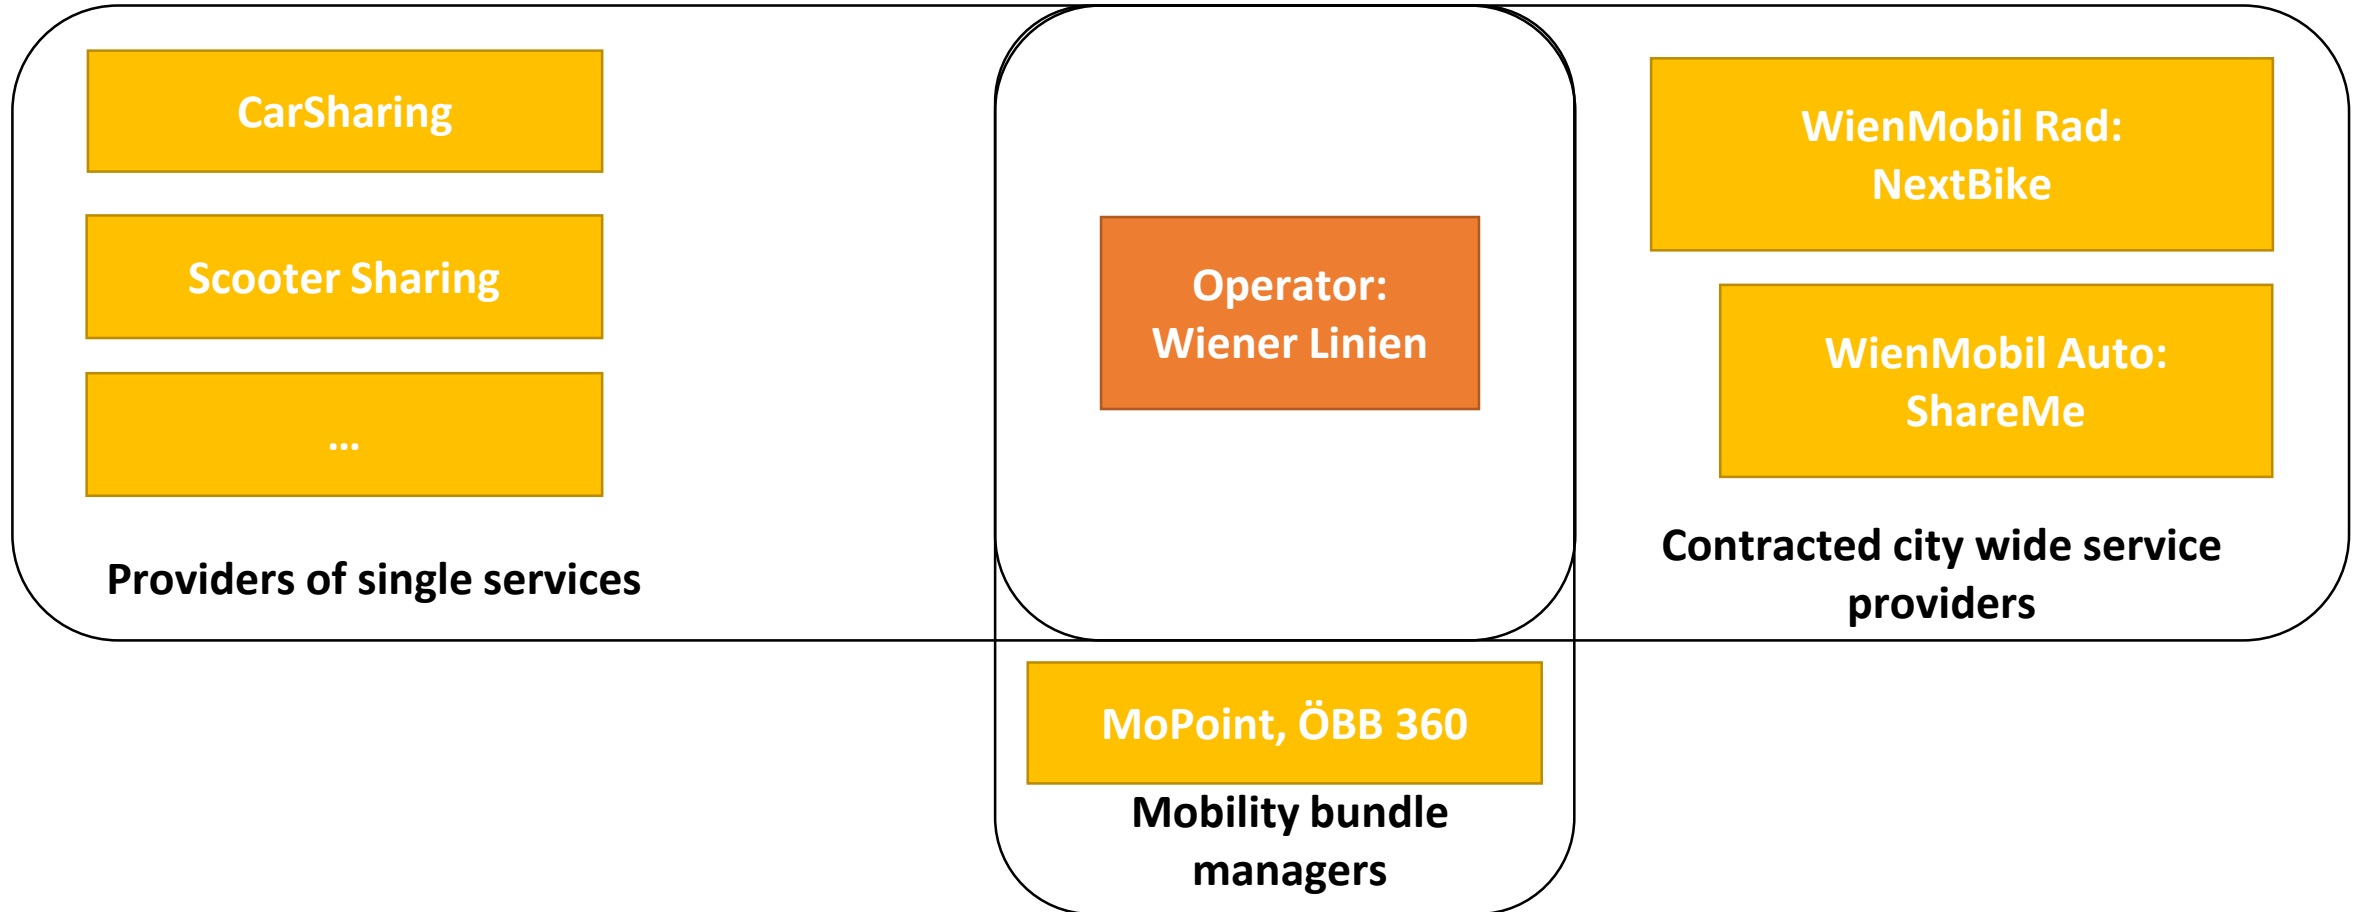 CarSharing
Scooter Sharing
...
Providers of single services
Operator:
Wiener Linien
WienMobil Rad:
NextBike
WienMobil Auto:
ShareMe
Contracted city wide service
providers
MoPoint, ÖBB 360
Mobility bundle
managers